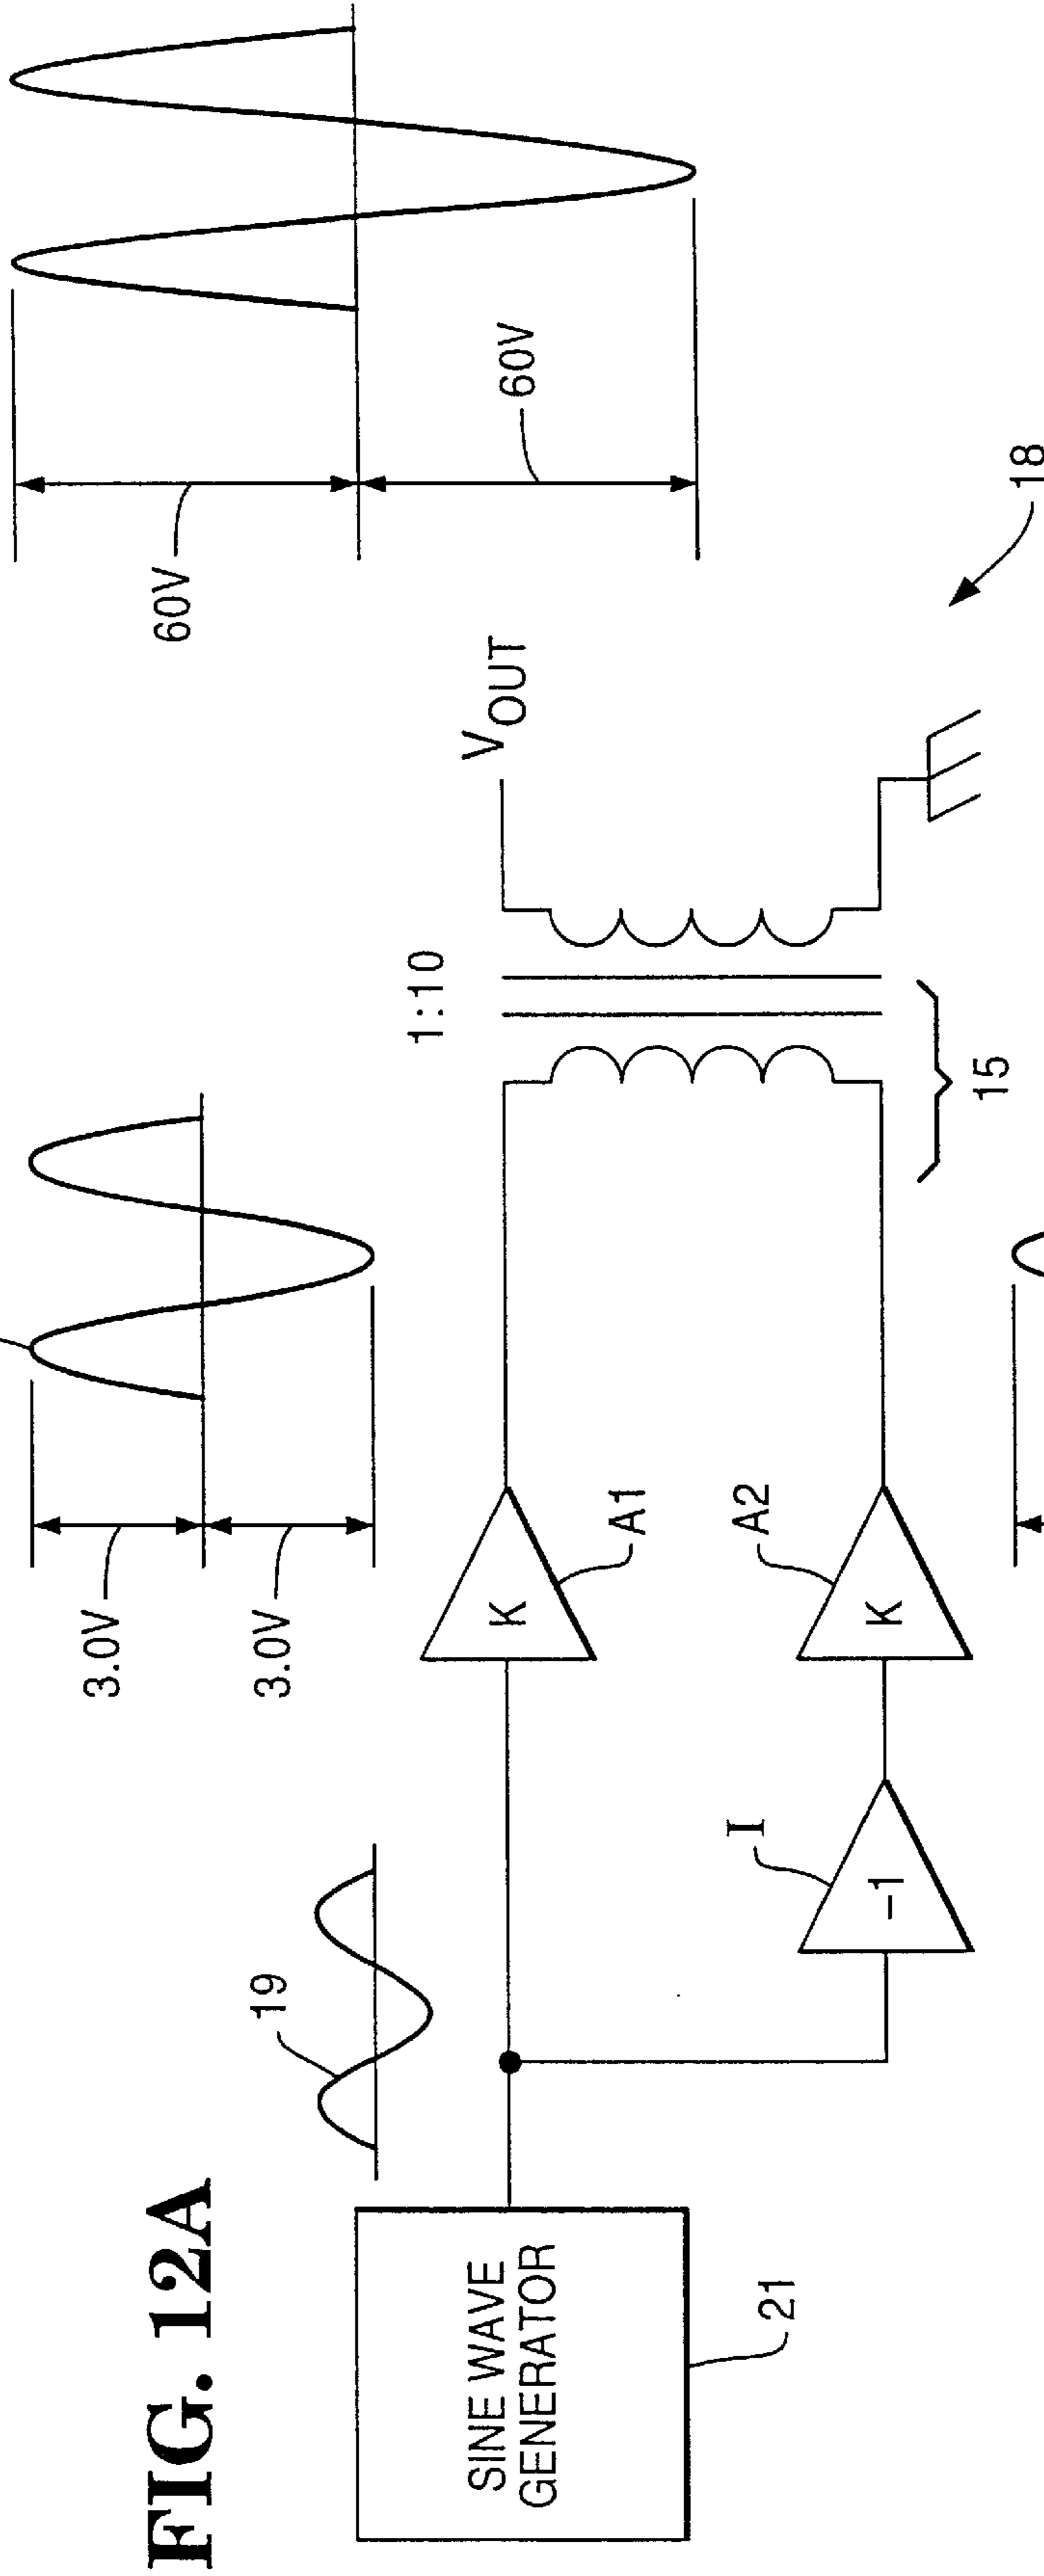 FIG. 12A
SINE WAVE
GENERATOR
21
19
I
-1
3.0V
3.0V
K
A1
K
A2
1:10
15
V_OUT
60V
60V
18